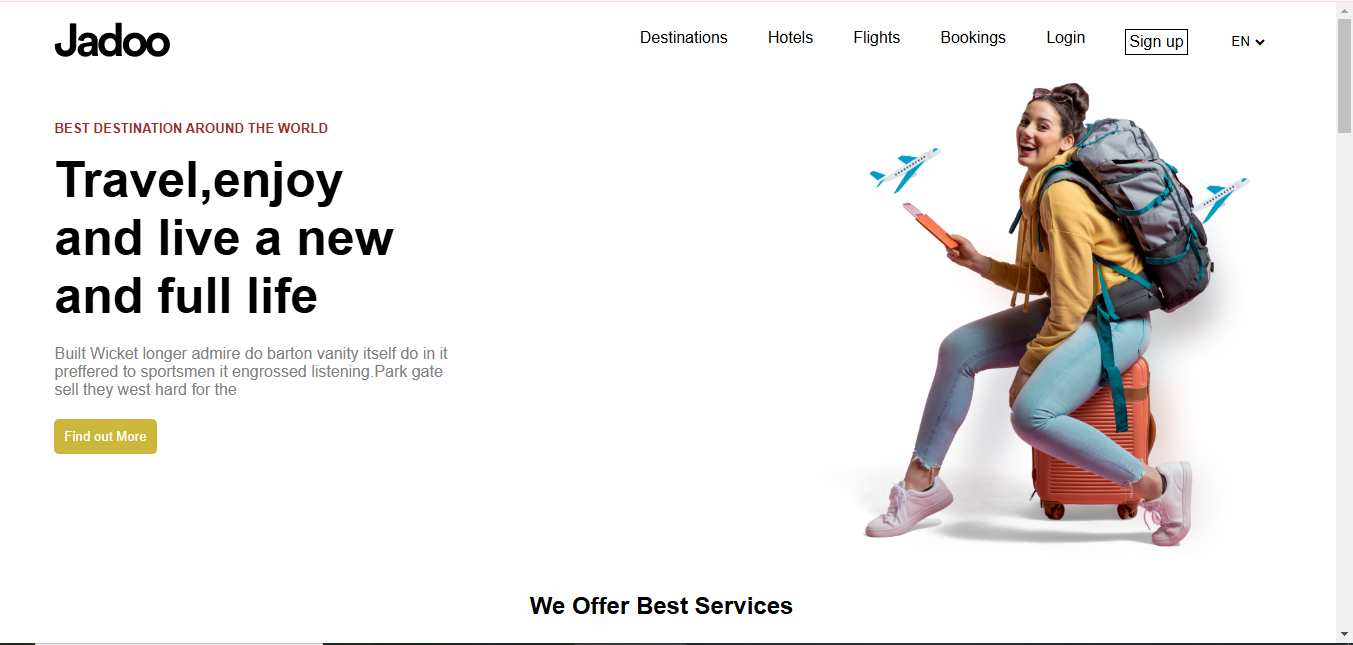 Jadoo
Destinations Hotels Flights Bookings Login Sign up EN
BEST DESTINATION AROUND THE WORLD
Travel,enjoy
and live a new
and full life
Built Wicket longer admire do barton vanity itself do in it
preffered to sportsmen it engrossed listening.Park gate
sell they west hard for the
Find out More
We Offer Best Services